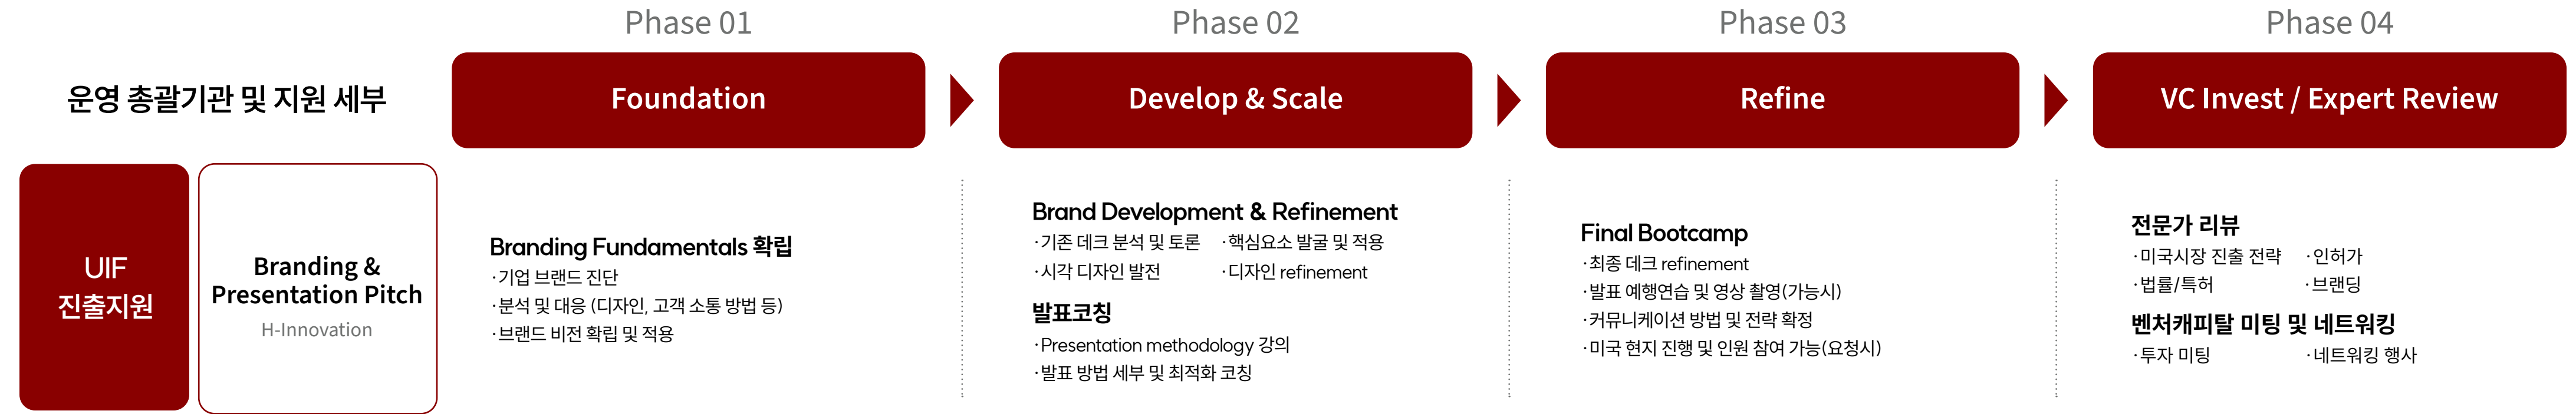 Phase 01
Phase 02
Phase 03
Phase 04
운영 총괄기관 및 지원 세부
Foundation
Develop & Scale
Refine
VC Invest / Expert Review
UIF
진출지원
Branding &
Presentation Pitch
H-Innovation
Branding Fundamentals 확립
·기업 브랜드 진단
·분석 및 대응 (디자인, 고객 소통 방법 등)
·브랜드 비전 확립 및 적용
Brand Development & Refinement
·기존 데크 분석 및 토론 ·핵심요소 발굴 및 적용
·시각 디자인 발전 ·디자인 refinement
발표코칭
·Presentation methodology 강의
·발표 방법 세부 및 최적화 코칭
Final Bootcamp
·최종 데크 refinement
·발표 예행연습 및 영상 촬영(가능시)
·커뮤니케이션 방법 및 전략 확정
·미국 현지 진행 및 인원 참여 가능(요청시)
전문가 리뷰
·미국시장 진출 전략 ·인허가
·법률/특허 ·브랜딩
벤처캐피탈 미팅 및 네트워킹
·투자 미팅 ·네트워킹 행사